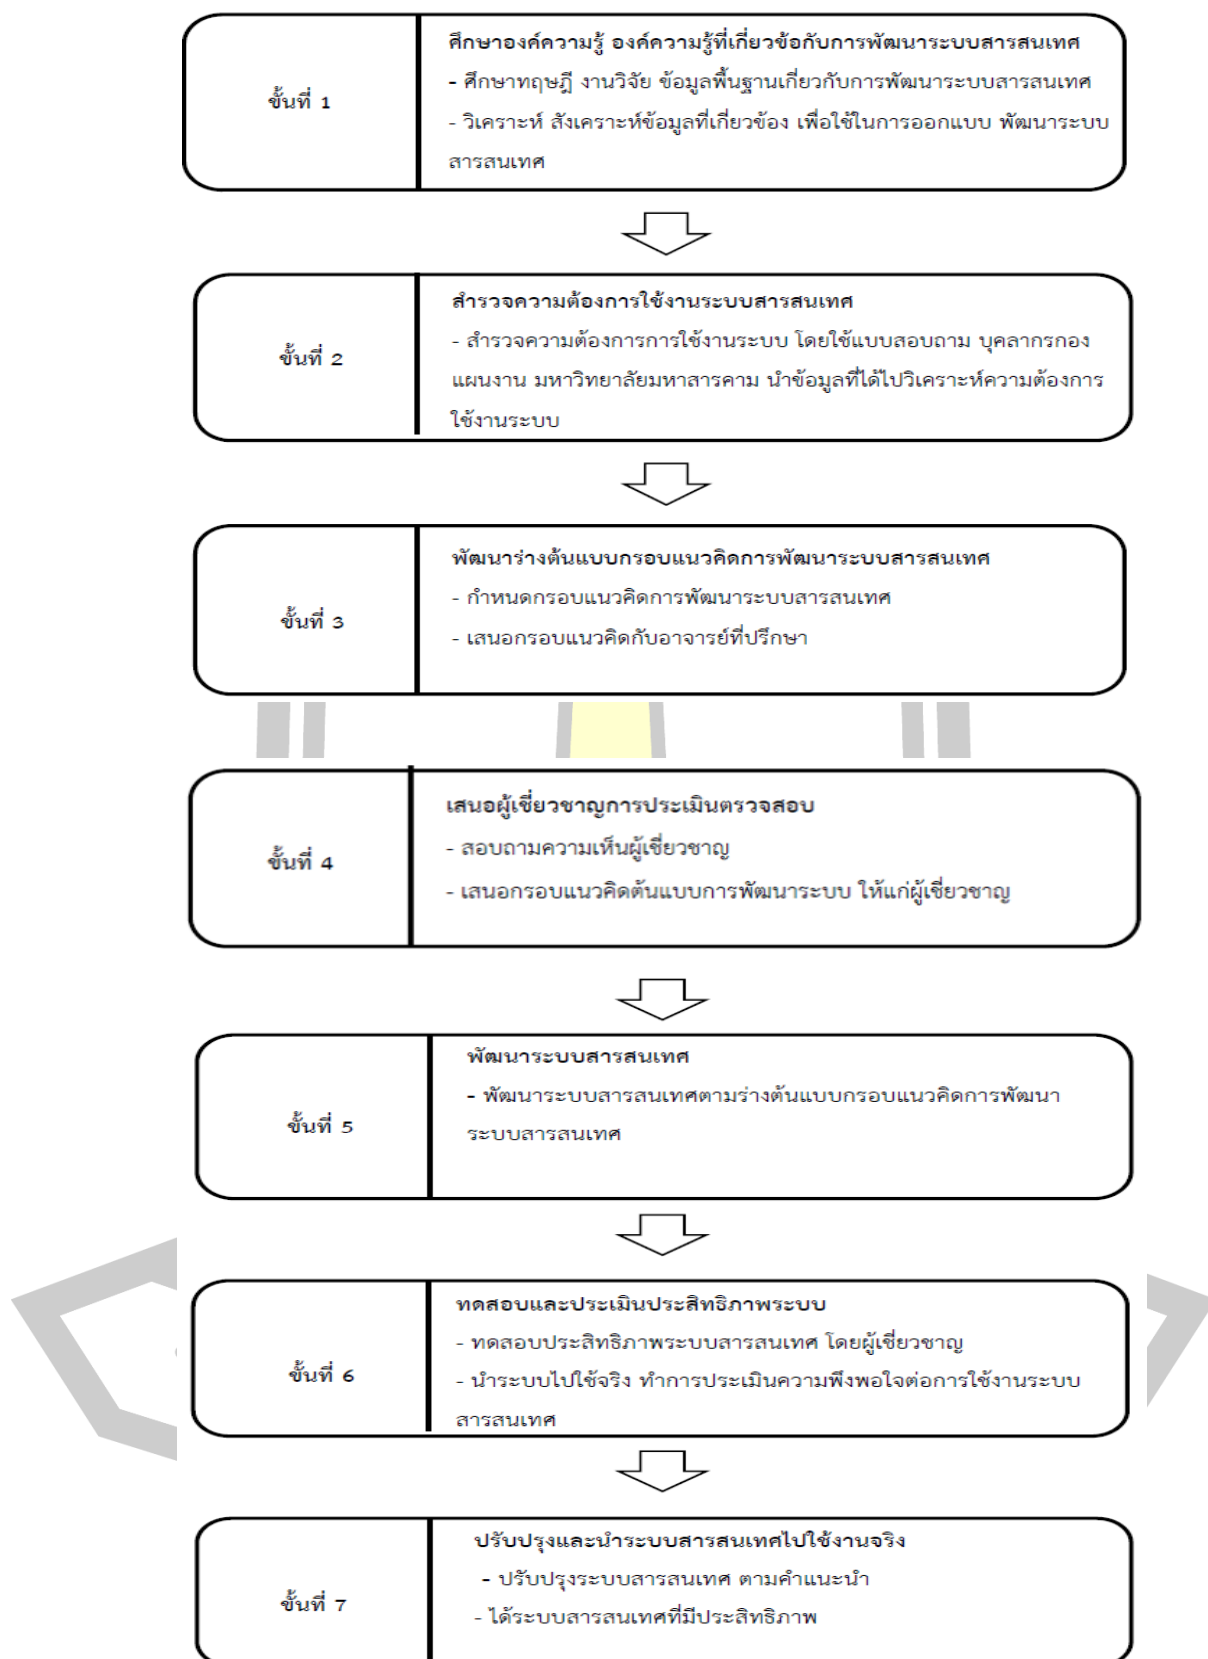 ขั้นที่ 1
ศึกษาองค์ความรู้ องค์ความรู้ที่เกี่ยวข้อกับการพัฒนาระบบสารสนเทศ
- ศึกษาทฤษฎี งานวิจัย ข้อมูลพื้นฐานเกี่ยวกับการพัฒนาระบบสารสนเทศ
- วิเคราะห์ สังเคราะห์ข้อมูลที่เกี่ยวข้อง เพื่อใช้ในการออกแบบ พัฒนาระบบ
สารสนเทศ
ขั้นที่ 2
สำรวจความต้องการใช้งานระบบสารสนเทศ
- สำรวจความต้องการการใช้งานระบบ โดยใช้แบบสอบถาม บุคลากรกอง
แผนงาน มหาวิทยาลัยมหาสารคาม นำข้อมูลที่ได้ไปวิเคราะห์ความต้องการ
ใช้งานระบบ
ขั้นที่ 3
พัฒนาร่างต้นแบบกรอบแนวคิดการพัฒนาระบบสารสนเทศ
- กำหนดกรอบแนวคิดการพัฒนาระบบสารสนเทศ
- เสนอกรอบแนวคิดกับอาจารย์ที่ปรึกษา
ขั้นที่ 4
เสนอผู้เชี่ยวชาญการประเมินตรวจสอบ
- สอบถามความเห็นผู้เชี่ยวชาญ
- เสนอกรอบแนวคิดต้นแบบการพัฒนาระบบ ให้แก่ผู้เชี่ยวชาญ
ขั้นที่ 5
พัฒนาระบบสารสนเทศ
- พัฒนาระบบสารสนเทศตามร่างต้นแบบกรอบแนวคิดการพัฒนา
ระบบสารสนเทศ
ขั้นที่ 6
ทดสอบและประเมินประสิทธิภาพระบบ
- ทดสอบประสิทธิภาพระบบสารสนเทศ โดยผู้เชี่ยวชาญ
- นำระบบไปใช้จริง ทำการประเมินความพึงพอใจต่อการใช้งานระบบ
สารสนเทศ
ขั้นที่ 7
ปรับปรุงและนำระบบสารสนเทศไปใช้งานจริง
- ปรับปรุงระบบสารสนเทศ ตามคำแนะนำ
- ได้ระบบสารสนเทศที่มีประสิทธิภาพ